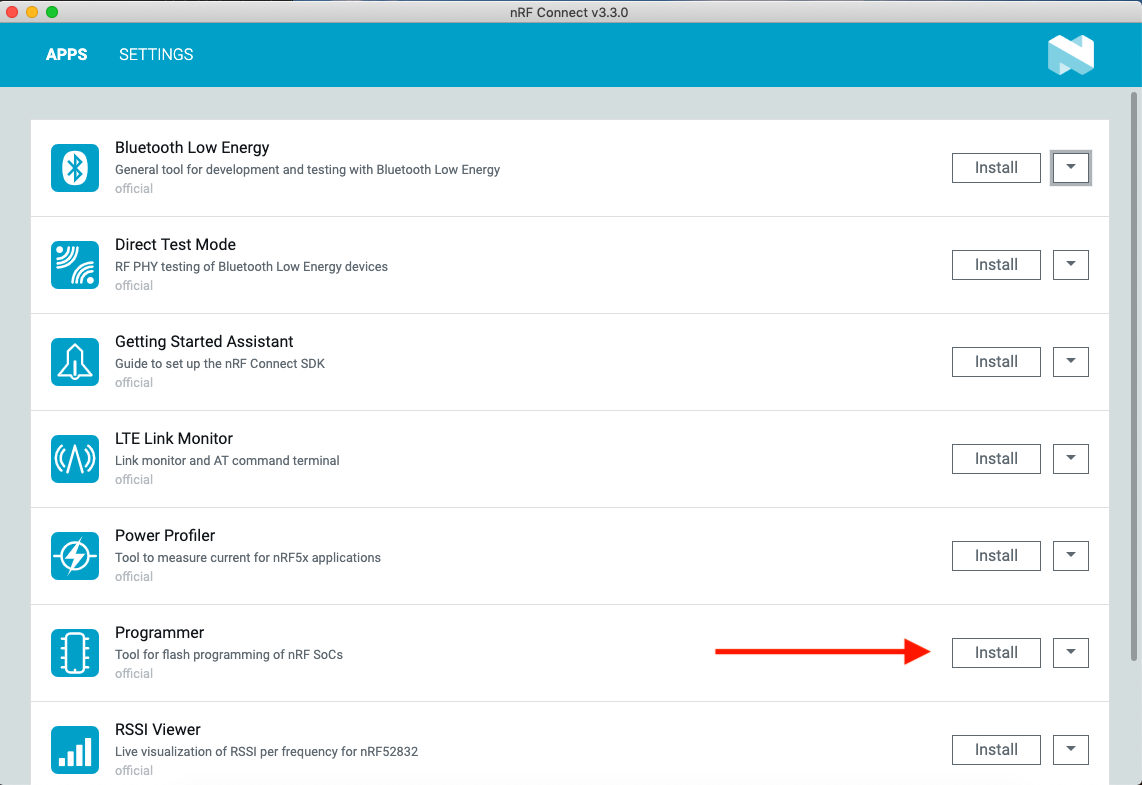 nRF Connect v3.3.0
APPS SETTINGS
Bluetooth Low Energy
General tool for development and testing with Bluetooth Low Energy
official
Install
Direct Test Mode
RF PHY testing of Bluetooth Low Energy devices
official
Install
Getting Started Assistant
Guide to set up the nRF Connect SDK
official
Install
LTE Link Monitor
Link monitor and AT command terminal
official
Install
Power Profiler
Tool to measure current for nRF5x applications
official
Install
Programmer
Tool for flash programming of nRF SoCs
official
Install
RSSI Viewer
Live visualization of RSSI per frequency for nRF52832
official
Install